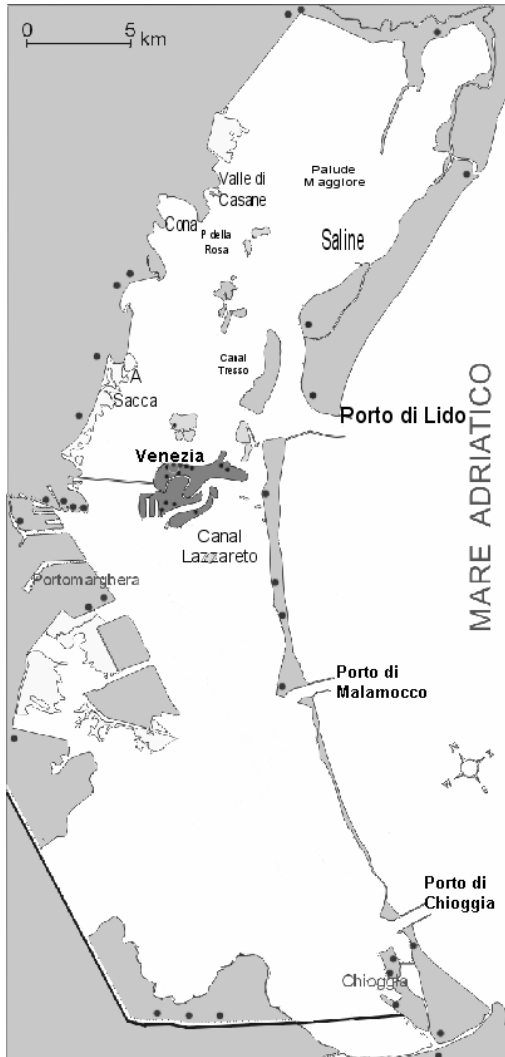 0 5
km
Valle di
Casane
Palude
Maggiore
Cona
P della
Rosa
Saline
Canal
Tresso
A
Sacca
Porto di Lido
Venezia
MARE ADRIATICO
Canal
Lazzareto
Portomarghera
Porto di
Malamocco
Porto di
Chioggia
Chioggia